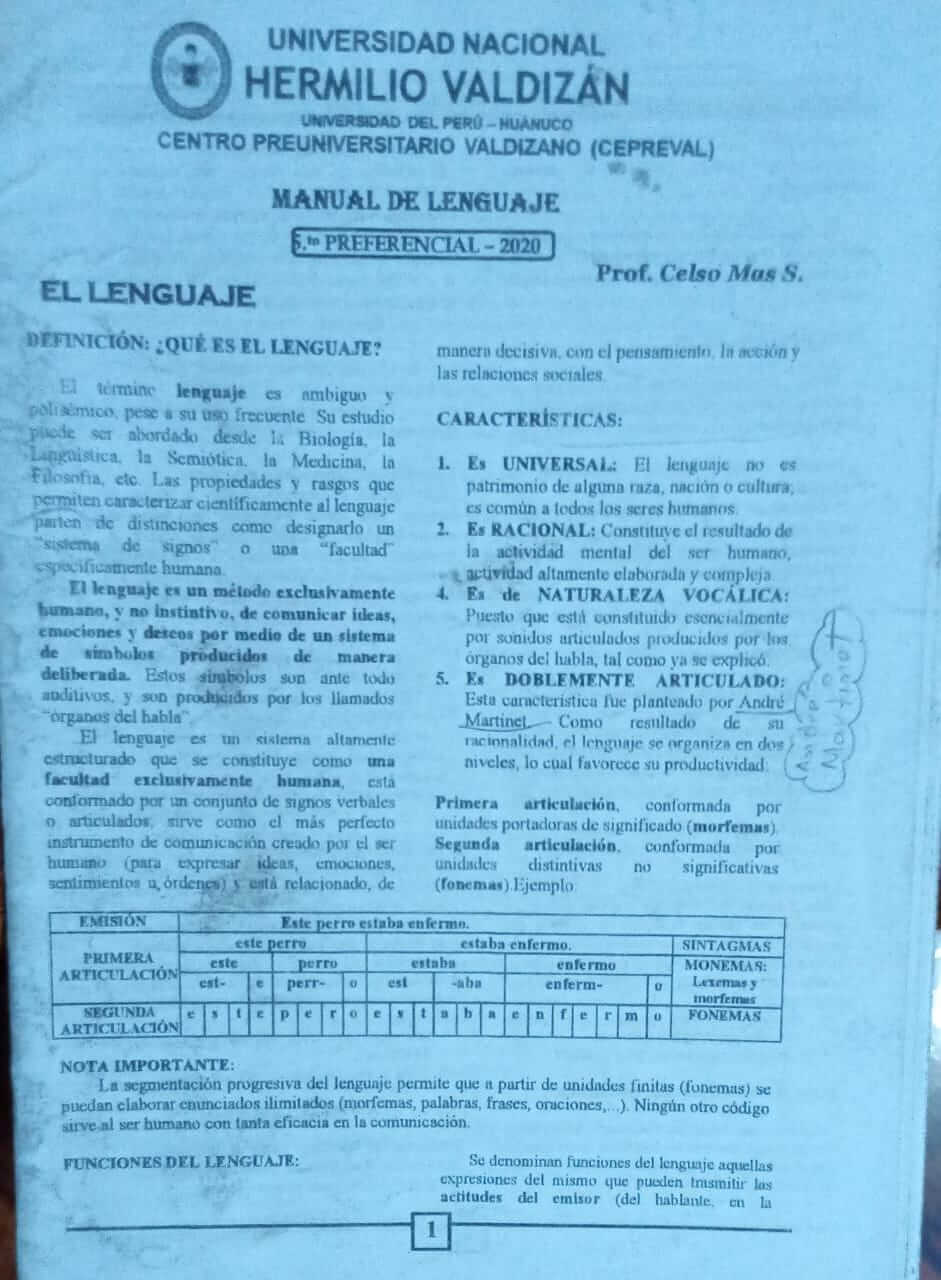 UNIVERSIDAD NACIONAL
HERMILIO VALDIZÁN
UNIVERSIDAD DEL PERÚ - HUÁNUCO
CENTRO PREUNIVERSITARIO VALDIZANO (CEPREVAL)
MANUAL DE LENGUAJE
5.to PREFERENCIAL - 2020
Prof. Celso Mas S.
EL LENGUAJE
DEFINICIÓN: ¿QUÉ ES EL LENGUAJE?
El término lenguaje es ambiguo y
polisémico, pese a su uso frecuente. Su estudio
puede ser abordado desde la Biología, la
Lingüística, la Semiótica, la Medicina, la
Filosofía, etc. Las propiedades y rasgos que
permiten caracterizar científicamente al lenguaje
parten de distinciones como designarlo un
"sistema de signos" o una "facultad"
específicamente humana.
El lenguaje es un método exclusivamente
humano, y no instintivo, de comunicar ideas,
emociones y deseos por medio de un sistema
de símbolos producidos de manera
deliberada. Estos símbolos son ante todo
auditivos, y son producidos por los llamados
"órganos del habla".
El lenguaje es un sistema altamente
estructurado que se constituye como una
facultad exclusivamente humana, está
conformado por un conjunto de signos verbales
o articulados, sirve como el más perfecto
instrumento de comunicación creado por el ser
humano (para expresar ideas, emociones,
sentimientos u órdenes) y está relacionado, de
manera decisiva, con el pensamiento, la acción y
las relaciones sociales.
CARACTERÍSTICAS:
1. Es UNIVERSAL: El lenguaje no es
patrimonio de alguna raza, nación o cultura,
es común a todos los seres humanos.
2. Es RACIONAL: Constituye el resultado de
la actividad mental del ser humano,
actividad altamente elaborada y compleja.
4. Es de NATURALEZA VOCÁLICA:
Puesto que está constituido esencialmente
por sonidos articulados producidos por los
órganos del habla, tal como ya se explicó.
5. Es DOBLEMENTE ARTICULADO:
Esta característica fue planteado por André
Martinet. Como resultado de su
racionalidad, el lenguaje se organiza en dos
niveles, lo cual favorece su productividad:
Andre
Martinet
Primera articulación, conformada por
unidades portadoras de significado (morfemas).
Segunda articulación, conformada por
unidades distintivas no significativas
(fonemas).Ejemplo:
EMISIÓN Este perro estaba enfermo.
PRIMERA ARTICULACIÓN este perro estaba enfermo. SINTAGMAS
este perro estaba enfermo MONEMAS:
est- e perr- o est -aba enferm- o Lexemas y morfemas
SEGUNDA ARTICULACIÓN e s t e p e r o e s t a b a e n f e r m o FONEMAS
NOTA IMPORTANTE:
La segmentación progresiva del lenguaje permite que a partir de unidades finitas (fonemas) se
puedan elaborar enunciados ilimitados (morfemas, palabras, frases, oraciones,...). Ningún otro código
sirve al ser humano con tanta eficacia en la comunicación.
FUNCIONES DEL LENGUAJE:
Se denominan funciones del lenguaje aquellas
expresiones del mismo que pueden trasmitir las
actitudes del emisor (del hablante, en la
1